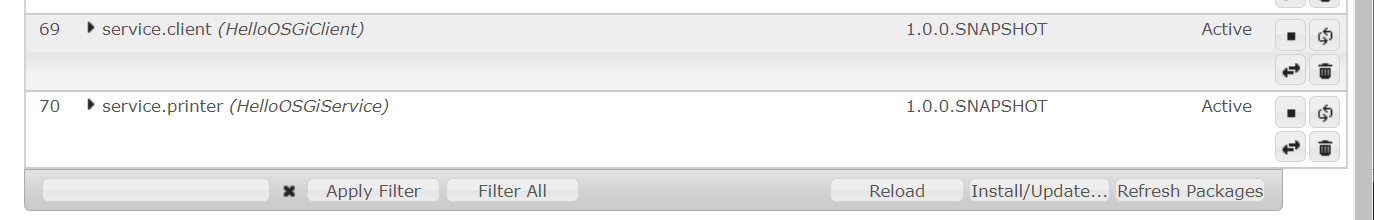 69 service.client (HelloOSGiClient) 1.0.0.SNAPSHOT Active
70 service.printer (HelloOSGiService) 1.0.0.SNAPSHOT Active
Apply Filter Filter All Reload Install/Update... Refresh Packages